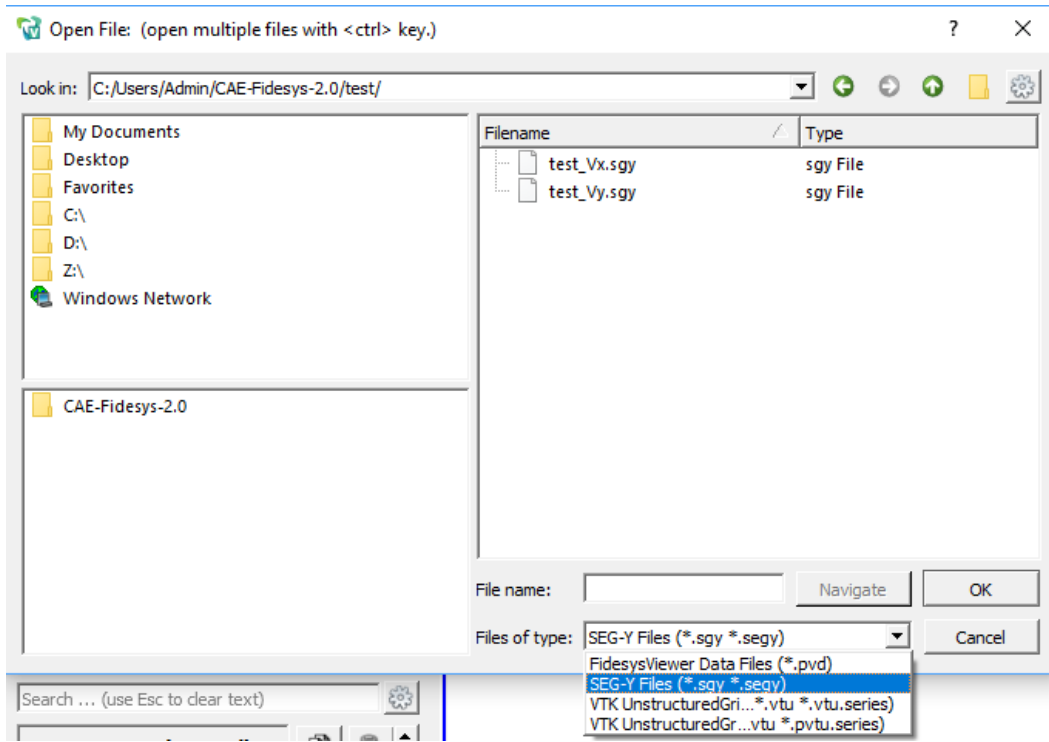 Open File: (open multiple files with <ctrl> key.)
?
Look in: C:/Users/Admin/CAE-Fidesys-2.0/test/
My Documents
Desktop
Favorites
C:\
D:\
Z:\
Windows Network
CAE-Fidesys-2.0
Filename Type
test_Vx.sgy sgy File
test_Vy.sgy sgy File
File name: Navigate OK
Files of type: SEG-Y Files (*.sgy *.segy) Cancel
FidesysViewer Data Files (*.pvd)
SEG-Y Files (*.sgy *.segy)
VTK UnstructuredGri...*.vtu *.vtu.series)
VTK UnstructuredGr...vtu *.pvtu.series)
Search ... (use Esc to clear text)